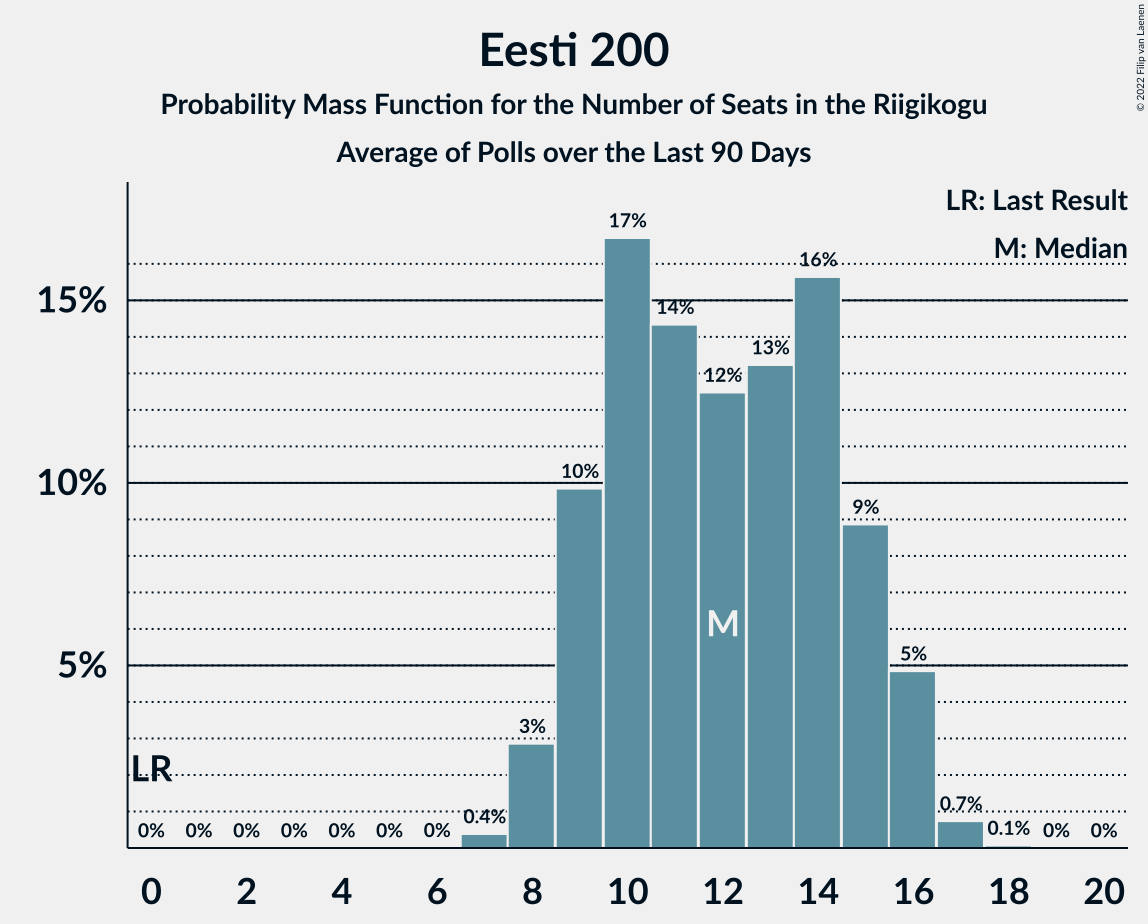 Eesti 200
Probability Mass Function for the Number of Seats in the Riigikogu
Average of Polls over the Last 90 Days
© 2022 Filip van Laenen
LR: Last Result
M: Median
17%
16%
15%
14%
13%
12%
10%
10%
9%
M
5%
5%
3%
LR
0% 0% 0% 0% 0% 0% 0% 0.4% 0.7% 0.1% 0% 0%
0 2 4 6 8 10 12 14 16 18 20